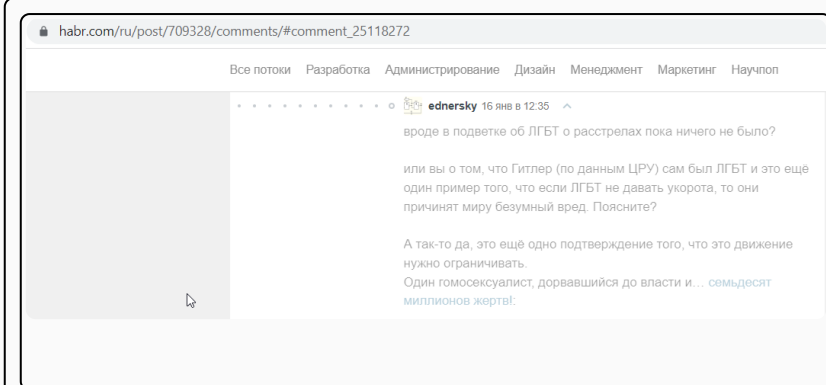 habr.com/ru/post/709328/comments/#comment_25118272
Все потоки Разработка Администрирование Дизайн Менеджмент Маркетинг Научпоп
ednersky 16 янв в 12:35
вроде в подветке об ЛГБТ о расстрелах пока ничего не было?
или вы о том, что Гитлер (по данным ЦРУ) сам был ЛГБТ и это ещё
один пример того, что если ЛГБТ не давать укорота, то они
причинят миру безумный вред. Поясните?
А так-то да, это ещё одно подтверждение того, что это движение
нужно ограничивать.
Один гомосексуалист, дорвавшийся до власти и... семьдесят
миллионов жертв!: